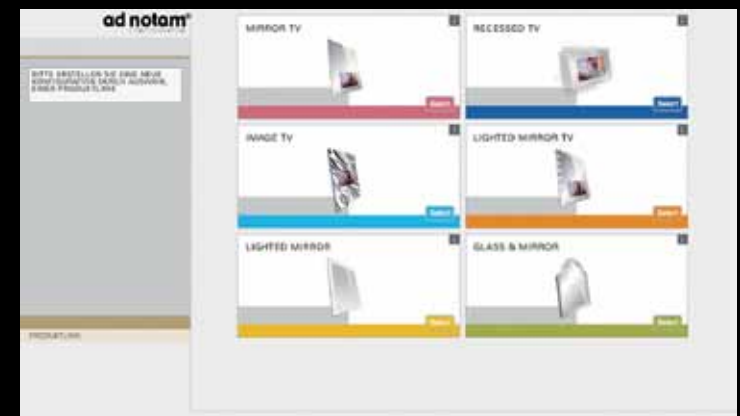 ad notam®
BITTE ERSTELLEN SIE EINE NEUE
KONFIGURATION DURCH AUSWAHL
EINER PRODUKTLINIE
PRODUKTLINIE
MIRROR TV
Select
RECESSED TV
Select
IMAGE TV
Select
LIGHTED MIRROR TV
Select
LIGHTED MIRROR
Select
GLASS & MIRROR
Select